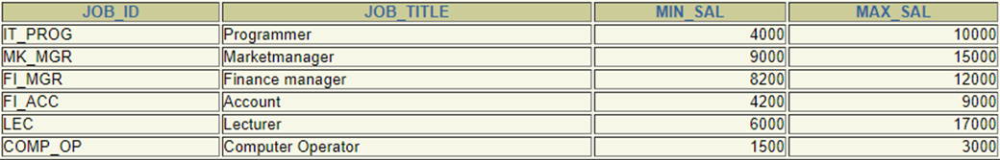 JOB_ID JOB_TITLE MIN_SAL MAX_SAL
IT_PROG Programmer 4000 10000
MK_MGR Marketmanager 9000 15000
FI_MGR Finance manager 8200 12000
FI_ACC Account 4200 9000
LEC Lecturer 6000 17000
COMP_OP Computer Operator 1500 3000